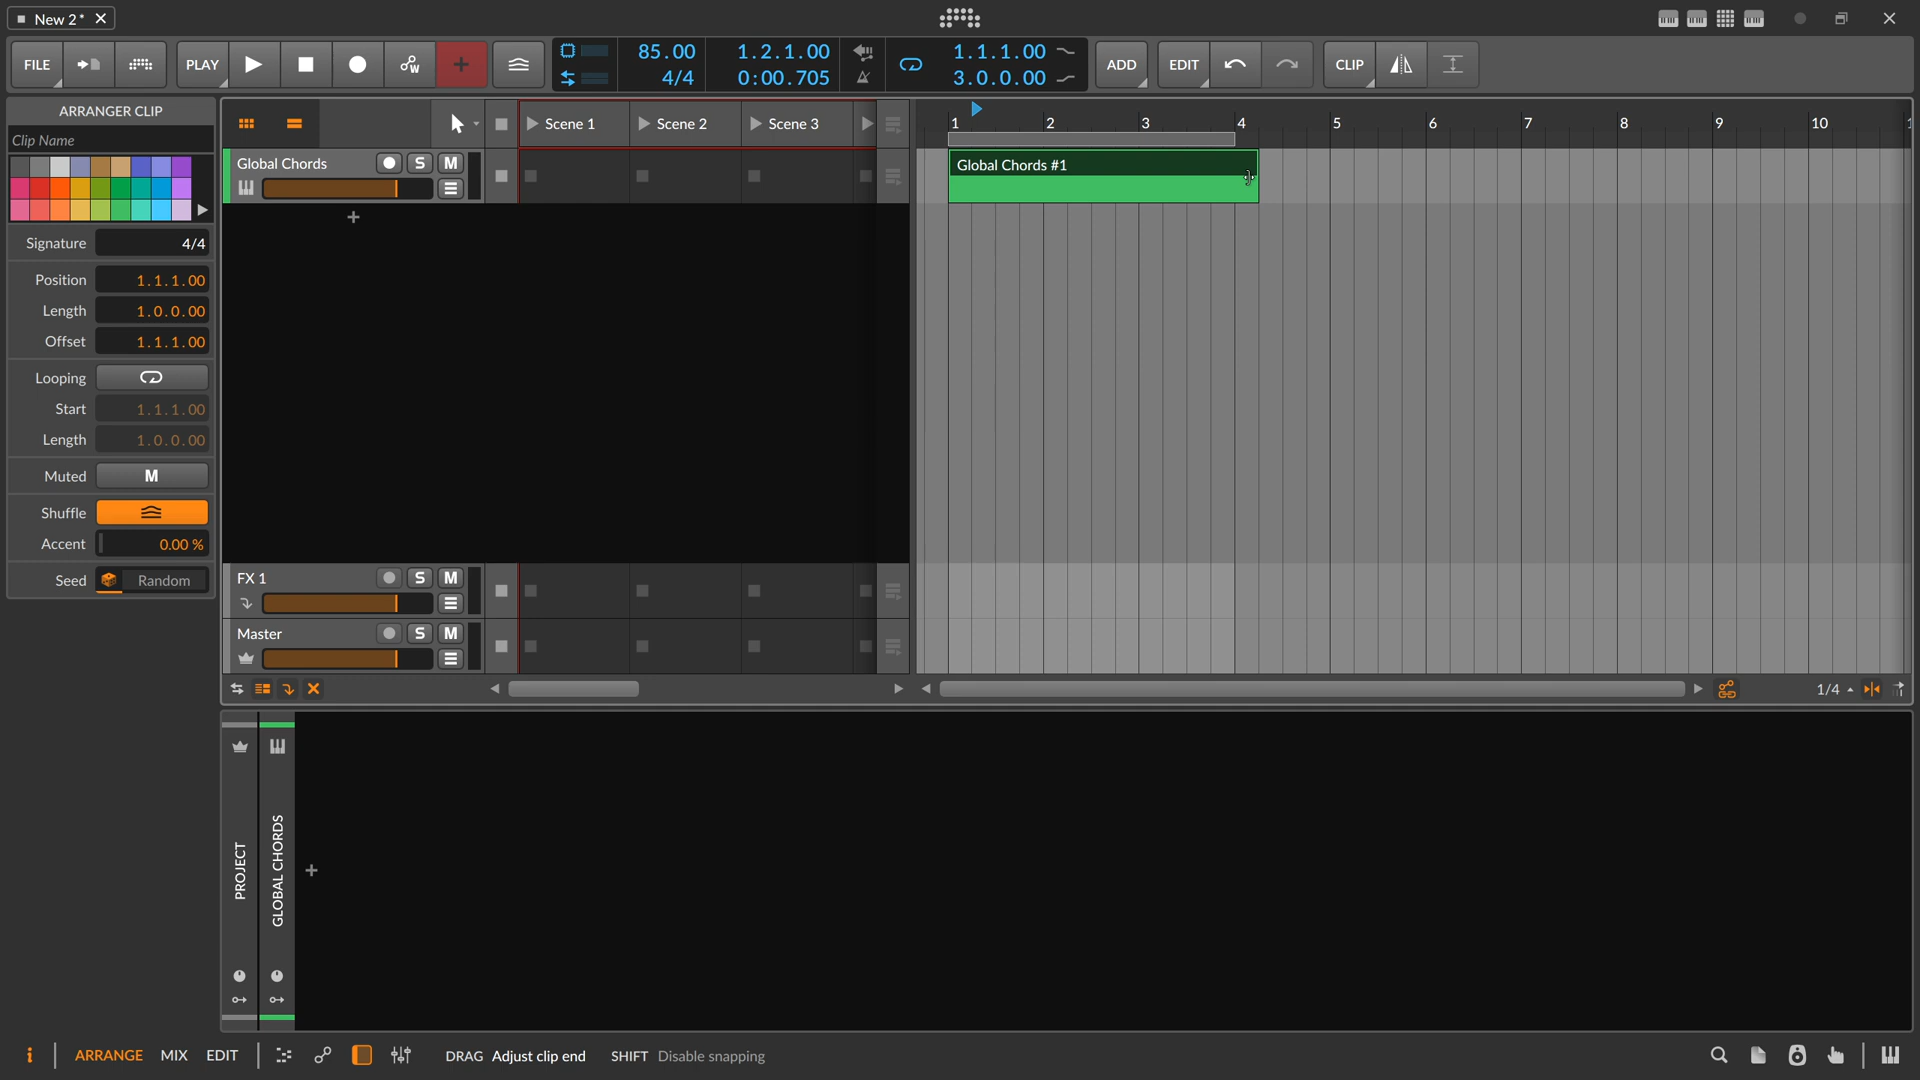 New 2*
FILE
PLAY
85.00
4/4
1.2.1.00
0:00.705
1.1.1.00
3.0.0.00
ADD
EDIT
CLIP
ARRANGER CLIP
Clip Name
Signature 4/4
Position 1.1.1.00
Length 1.0.0.00
Offset 1.1.1.00
Looping
Start 1.1.1.00
Length 1.0.0.00
Muted M
Shuffle
Accent 0.00 %
Seed Random
Scene 1 Scene 2 Scene 3
1 2 3 4 5 6 7 8 9 10 1
Global Chords S M
Global Chords #1
FX 1 S M
Master S M
1/4
PROJECT
GLOBAL CHORDS
i ARRANGE MIX EDIT
DRAG Adjust clip end SHIFT Disable snapping